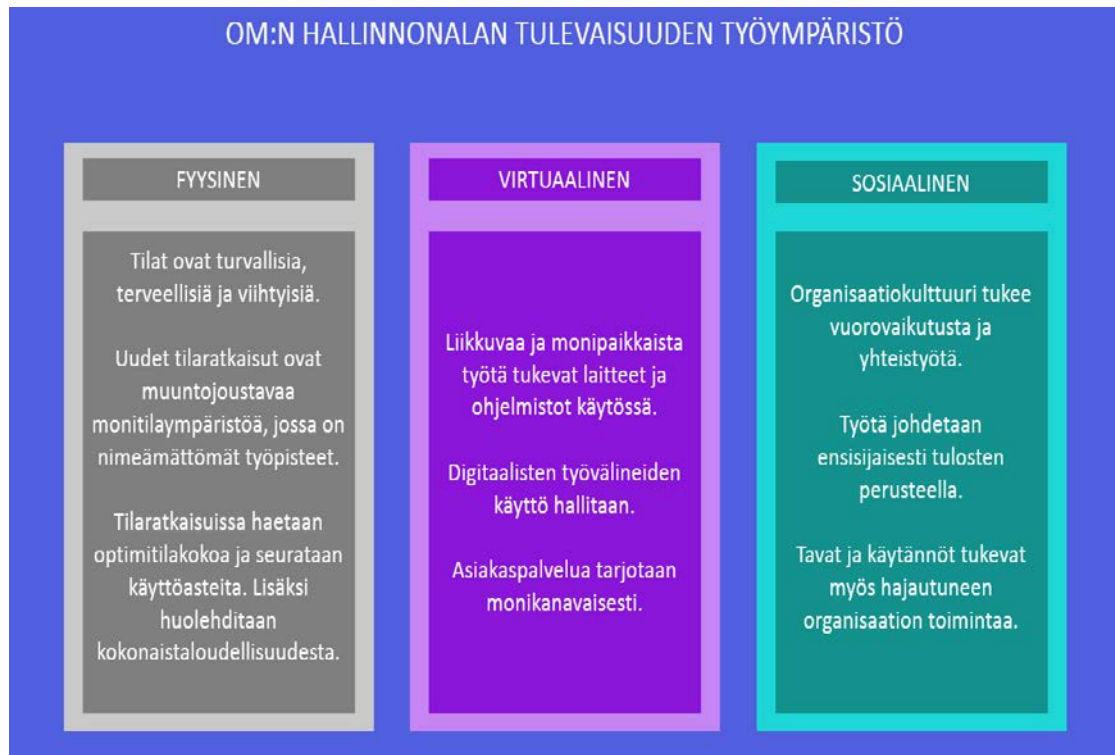 OM:N HALLINNONALAN TULEVAISUUDEN TYÖYMPÄRISTÖ
FYYSINEN
Tilat ovat turvallisia,
terveellisiä ja viihtyisiä.
Uudet tilaratkaisut ovat
muuntojoustavaa
monitilaympäristöä, jossa on
nimeämättömät työpisteet.
Tilaratkaisuissa haetaan
optimitilakokoa ja seurataan
käyttöasteita. Lisäksi
huolehditaan
kokonaistaloudellisuudesta.
VIRTUAALINEN
Liikkuvaa ja monipaikkaista
työtä tukevat laitteet ja
ohjelmistot käytössä.
Digitaalisten työvälineiden
käyttö hallitaan.
Asiakaspalvelua tarjotaan
monikanavaisesti.
SOSIAALINEN
Organisaatiokulttuuri tukee
vuorovaikutusta ja
yhteistyötä.
Työtä johdetaan
ensisijaisesti tulosten
perusteella.
Tavat ja käytännöt tukevat
myös hajautuneen
organisaation toimintaa.